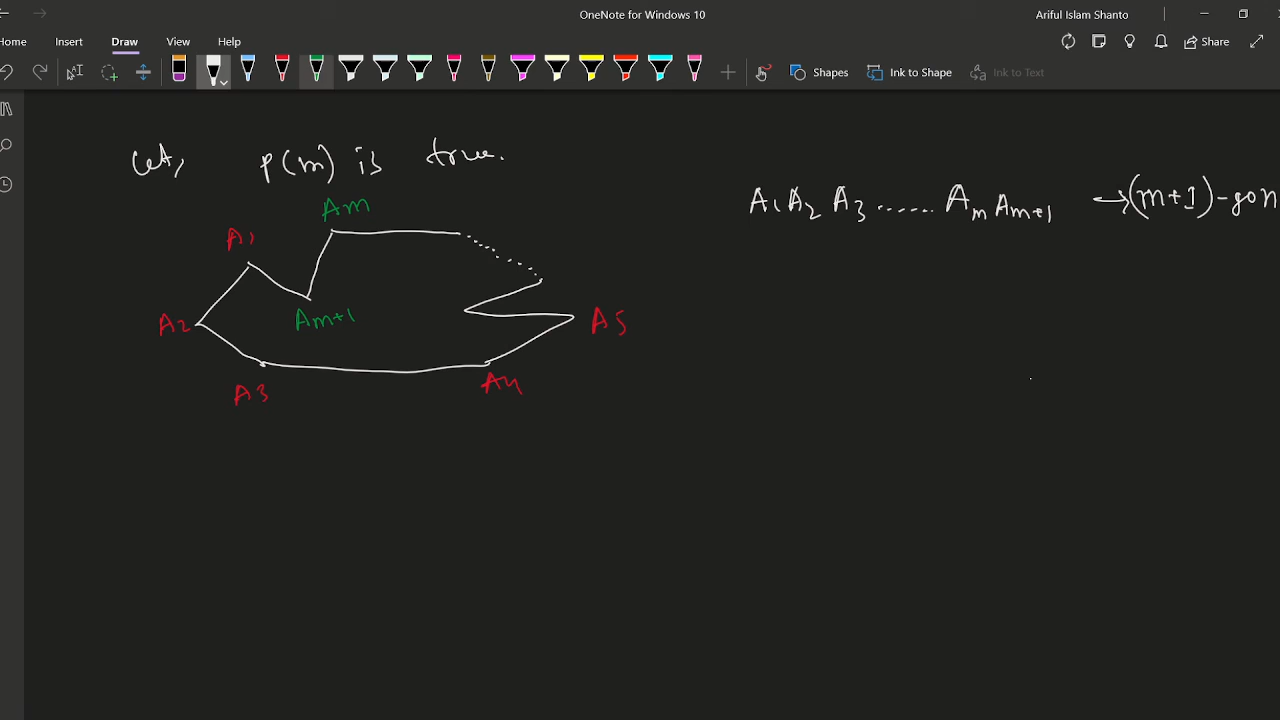 OneNote for Windows 10
Ariful Islam Shanto
Home Insert Draw View Help
Share
Shapes Ink to Shape Ink to Text
Let, P(m) is true.
A₁A₂A₃......AₘAₘ₊₁ → (m+1)-gon
Am
A1
A2
Am+1
A5
A3
A4